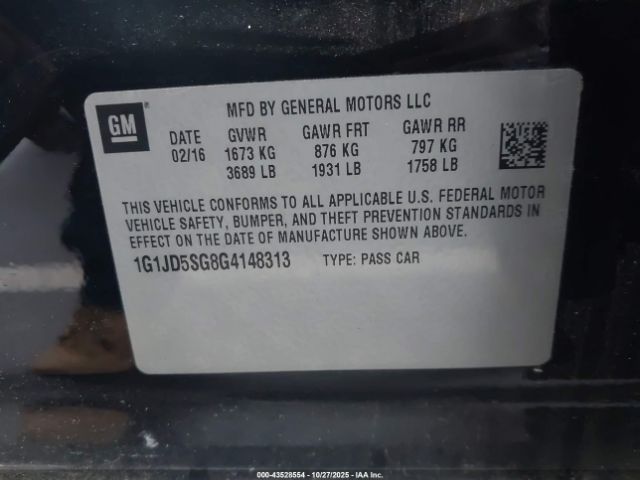 GM
MFD BY GENERAL MOTORS LLC
DATE GVWR GAWR FRT GAWR RR
02/16 1673 KG 876 KG 797 KG
3689 LB 1931 LB 1758 LB
THIS VEHICLE CONFORMS TO ALL APPLICABLE U.S. FEDERAL MOTOR
VEHICLE SAFETY, BUMPER, AND THEFT PREVENTION STANDARDS IN
EFFECT ON THE DATE OF MANUFACTURE SHOWN ABOVE.
1G1JD5SG8G4148313 TYPE: PASS CAR
000-43528554 - 10/27/2025 - IAA Inc.